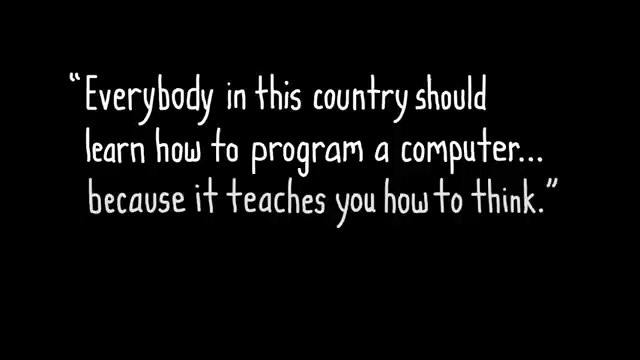 “Everybody in this country should
learn how to program a computer...
because it teaches you how to think.”